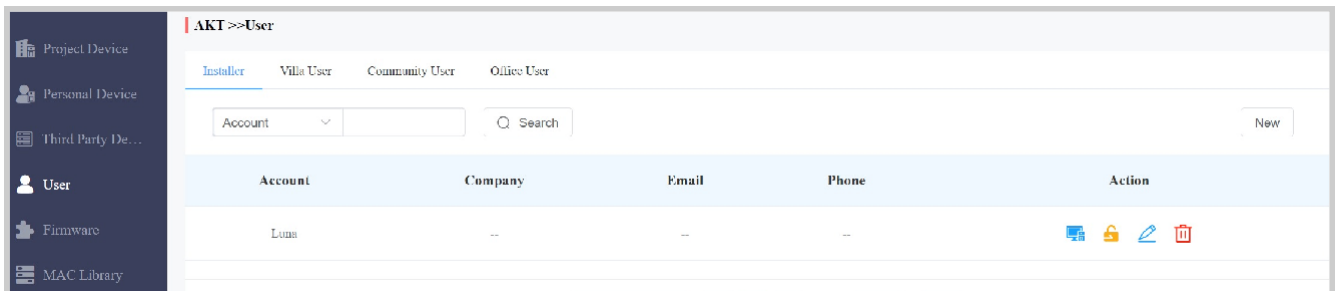 AKT >>User
Project Device
Personal Device
Third Party De...
User
Firmware
MAC Library
Installer Villa User Community User Office User
Account Search New
Account Company Email Phone Action
Luna -- -- --